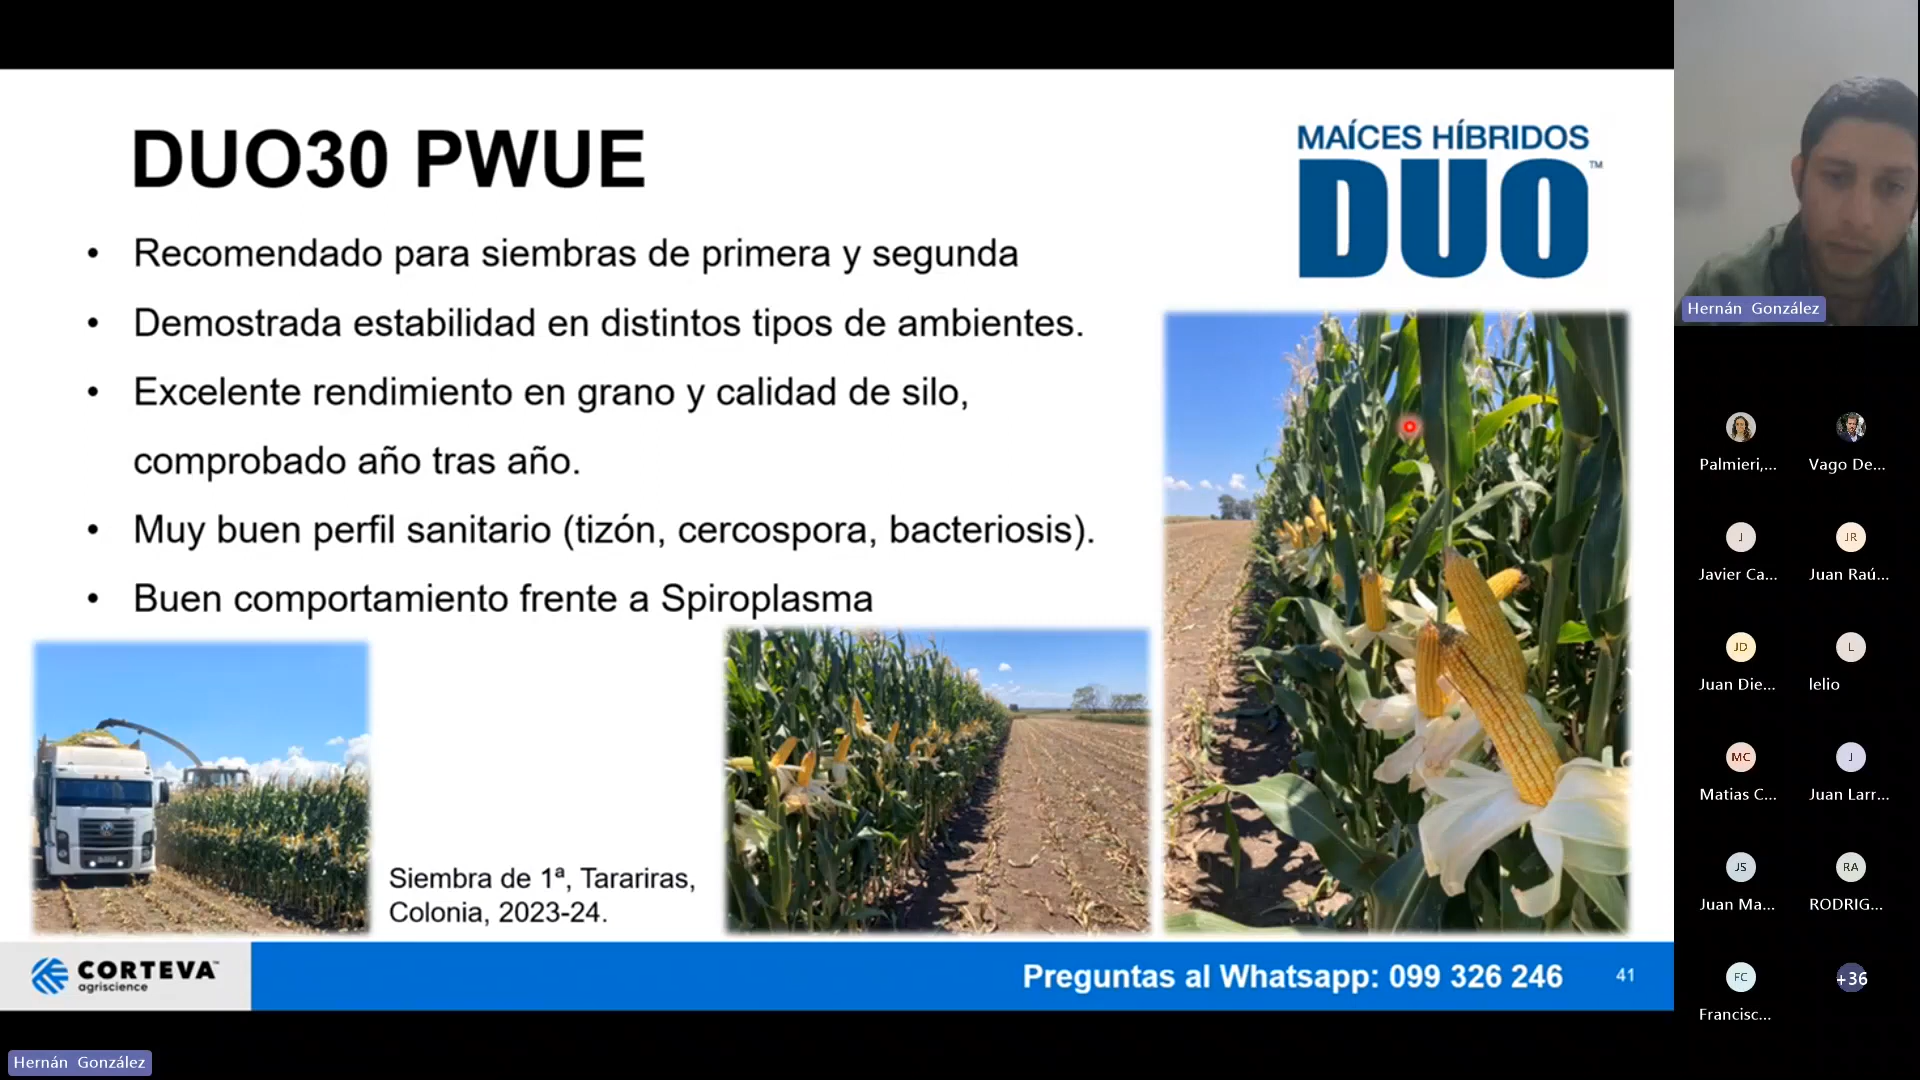 DUO30 PWUE
MAÍCES HÍBRIDOS
DUO™
• Recomendado para siembras de primera y segunda
• Demostrada estabilidad en distintos tipos de ambientes.
• Excelente rendimiento en grano y calidad de silo,
comprobado año tras año.
• Muy buen perfil sanitario (tizón, cercospora, bacteriosis).
• Buen comportamiento frente a Spiroplasma
Siembra de 1ª, Tarariras,
Colonia, 2023-24.
CORTEVA™
agriscience
Preguntas al Whatsapp: 099 326 246
41
Hernán González
Hernán González
Palmieri,...
Vago De...
J
Javier Ca...
JR
Juan Raú...
JD
Juan Die...
L
lelio
MC
Matias C...
J
Juan Larr...
JS
Juan Ma...
RA
RODRIG...
FC
Francisc...
+36